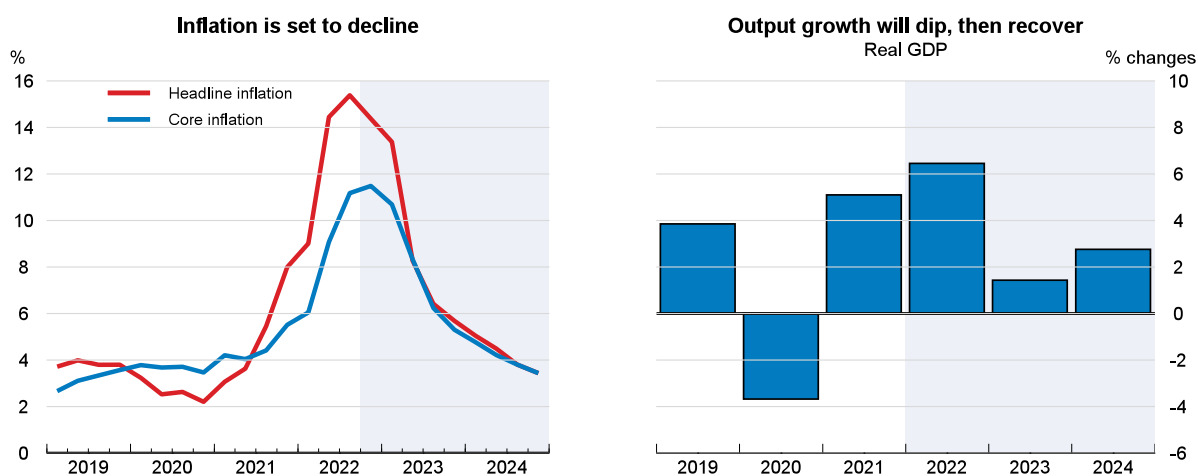 Inflation is set to decline
%
16
14
12
10
8
6
4
2
0
Headline inflation
Core inflation
2019 2020 2021 2022 2023 2024
Output growth will dip, then recover
Real GDP
% changes
10
8
6
4
2
0
-2
-4
-6
2019 2020 2021 2022 2023 2024